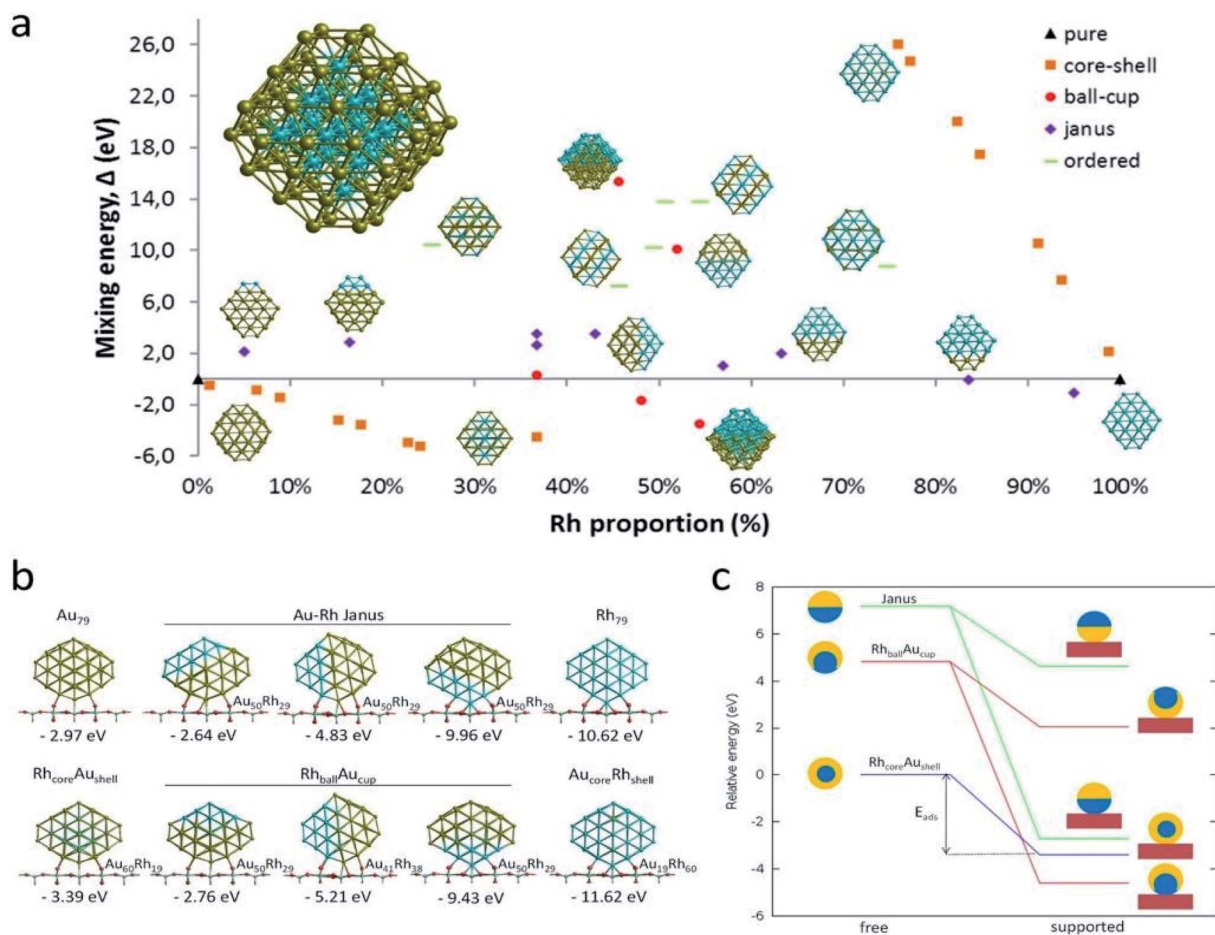 a
Mixing energy, Δ (eV)
26,0
22,0
18,0
14,0
10,0
6,0
2,0
-2,0
-6,0
pure
core-shell
ball-cup
janus
ordered
0% 10% 20% 30% 40% 50% 60% 70% 80% 90% 100%
Rh proportion (%)
b
Au79 Au-Rh Janus Rh79
Au50Rh29 Au50Rh29 Au50Rh29
- 2.97 eV - 2.64 eV -4.83 eV -9.96 eV - 10.62 eV
RhcoreAushell RhballAucup AucoreRhshell
Au60Rh19 Au50Rh29 Au41Rh38 Au50Rh29 Au19Rh60
- 3.39 eV - 2.76 eV -5.21 eV -9.43 eV - 11.62 eV
c
Relative energy (eV)
8
6
4
2
0
-2
-4
-6
Janus
RhballAucup
RhcoreAushell
Eads
free supported